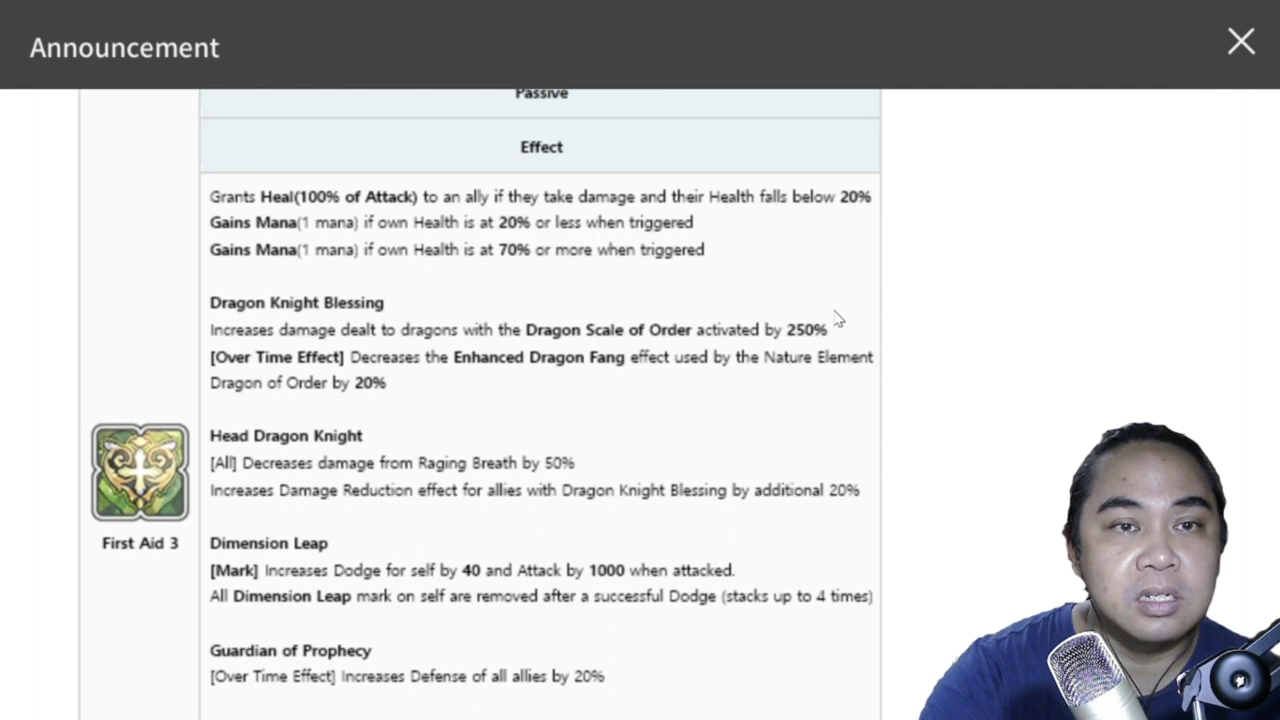 Announcement
Passive
Effect
Grants Heal(100% of Attack) to an ally if they take damage and their Health falls below 20%
Gains Mana(1 mana) if own Health is at 20% or less when triggered
Gains Mana(1 mana) if own Health is at 70% or more when triggered
Dragon Knight Blessing
Increases damage dealt to dragons with the Dragon Scale of Order activated by 250%
[Over Time Effect] Decreases the Enhanced Dragon Fang effect used by the Nature Element
Dragon of Order by 20%
Head Dragon Knight
[All] Decreases damage from Raging Breath by 50%
Increases Damage Reduction effect for allies with Dragon Knight Blessing by additional 20%
First Aid 3
Dimension Leap
[Mark] Increases Dodge for self by 40 and Attack by 1000 when attacked.
All Dimension Leap mark on self are removed after a successful Dodge (stacks up to 4 times)
Guardian of Prophecy
[Over Time Effect] Increases Defense of all allies by 20%